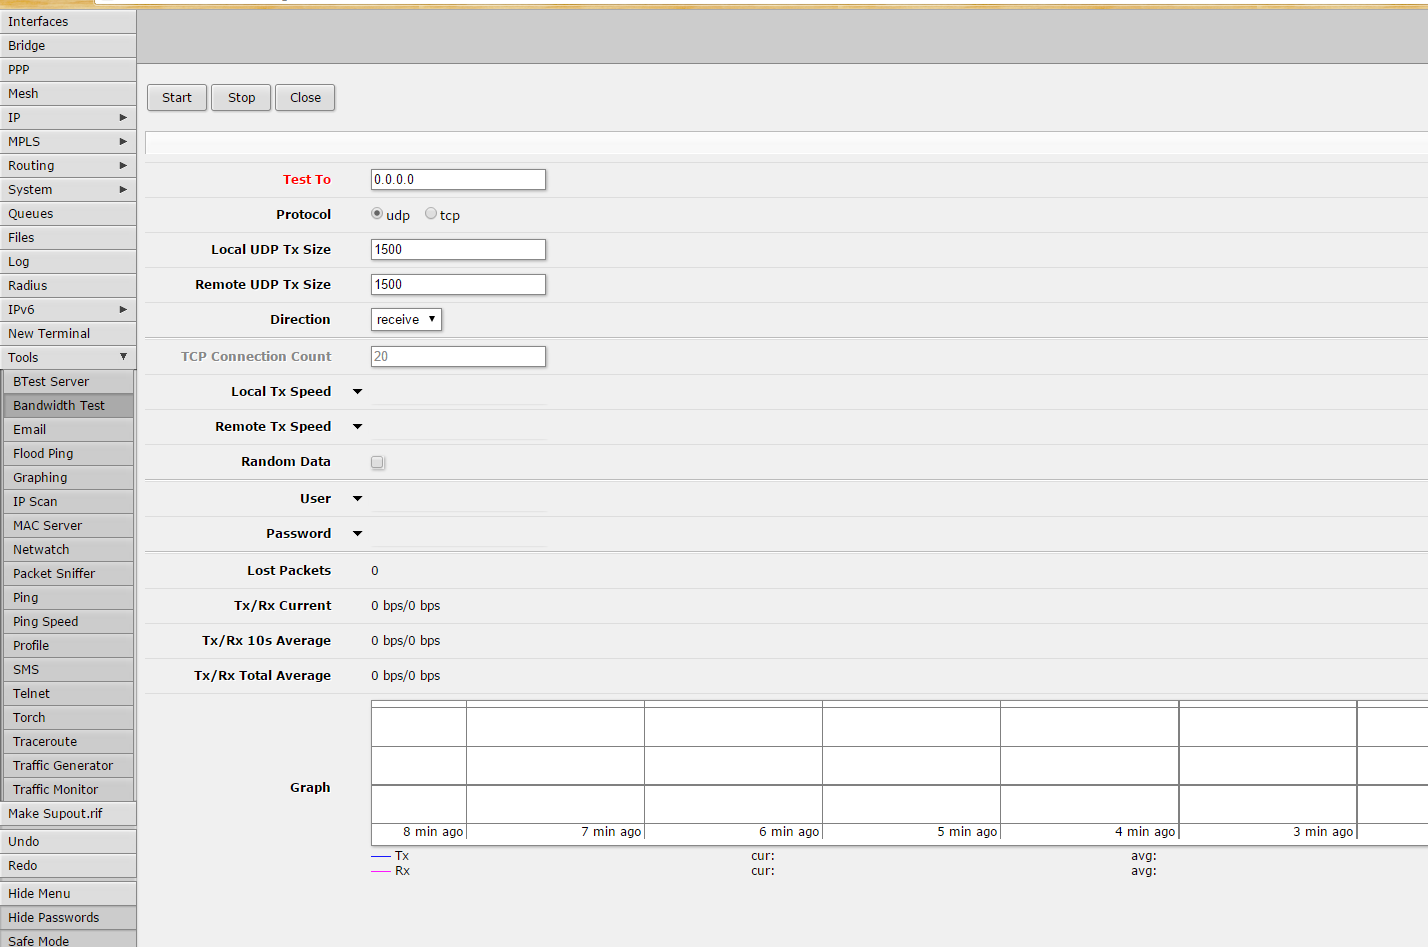 Interfaces
Bridge
PPP
Mesh
IP
MPLS
Routing
System
Queues
Files
Log
Radius
IPv6
New Terminal
Tools
BTest Server
Bandwidth Test
Email
Flood Ping
Graphing
IP Scan
MAC Server
Netwatch
Packet Sniffer
Ping
Ping Speed
Profile
SMS
Telnet
Torch
Traceroute
Traffic Generator
Traffic Monitor
Make Supout.rif
Undo
Redo
Hide Menu
Hide Passwords
Safe Mode
Start Stop Close
Test To 0.0.0.0
Protocol udp tcp
Local UDP Tx Size 1500
Remote UDP Tx Size 1500
Direction receive
TCP Connection Count 20
Local Tx Speed
Remote Tx Speed
Random Data
User
Password
Lost Packets 0
Tx/Rx Current 0 bps/0 bps
Tx/Rx 10s Average 0 bps/0 bps
Tx/Rx Total Average 0 bps/0 bps
Graph
8 min ago 7 min ago 6 min ago 5 min ago 4 min ago 3 min ago
Tx cur: avg:
Rx cur: avg: